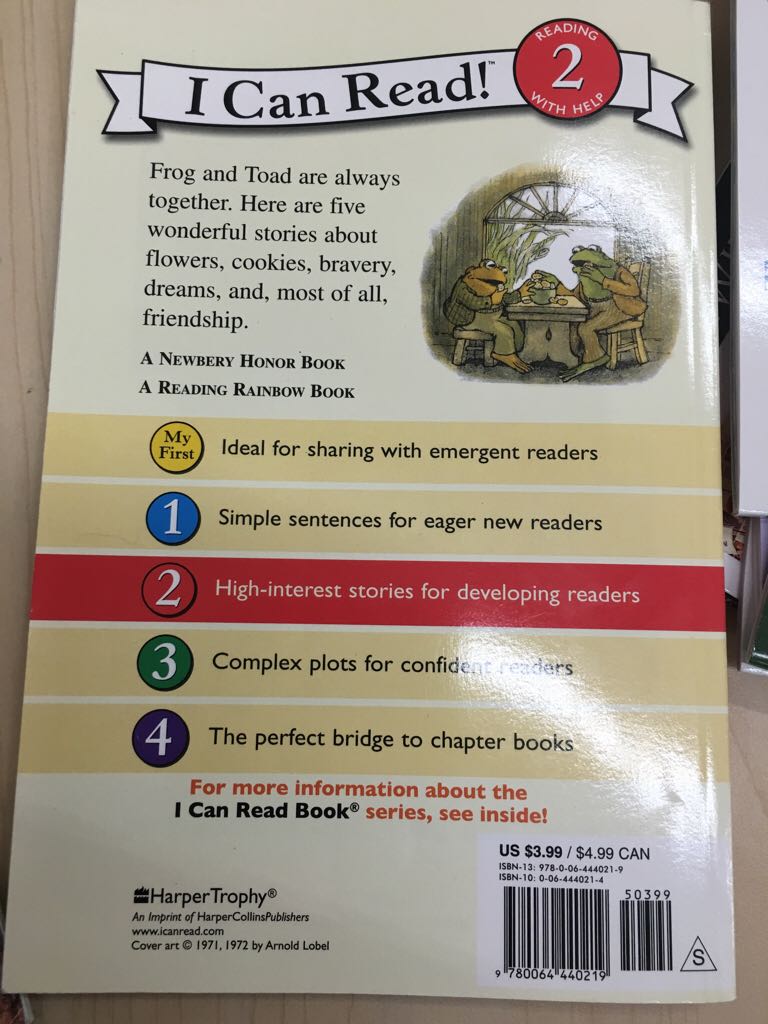 READING
2
WITH HELP
I Can Read!™
Frog and Toad are always
together. Here are five
wonderful stories about
flowers, cookies, bravery,
dreams, and, most of all,
friendship.
A NEWBERY HONOR BOOK
A READING RAINBOW BOOK
My First Ideal for sharing with emergent readers
1 Simple sentences for eager new readers
2 High-interest stories for developing readers
3 Complex plots for confident readers
4 The perfect bridge to chapter books
For more information about the
I Can Read Book® series, see inside!
US $3.99 / $4.99 CAN
ISBN-13: 978-0-06-444021-9
ISBN-10: 0-06-444021-4
50399
9 780064 440219
S
HarperTrophy®
An Imprint of HarperCollinsPublishers
www.icanread.com
Cover art © 1971, 1972 by Arnold Lobel